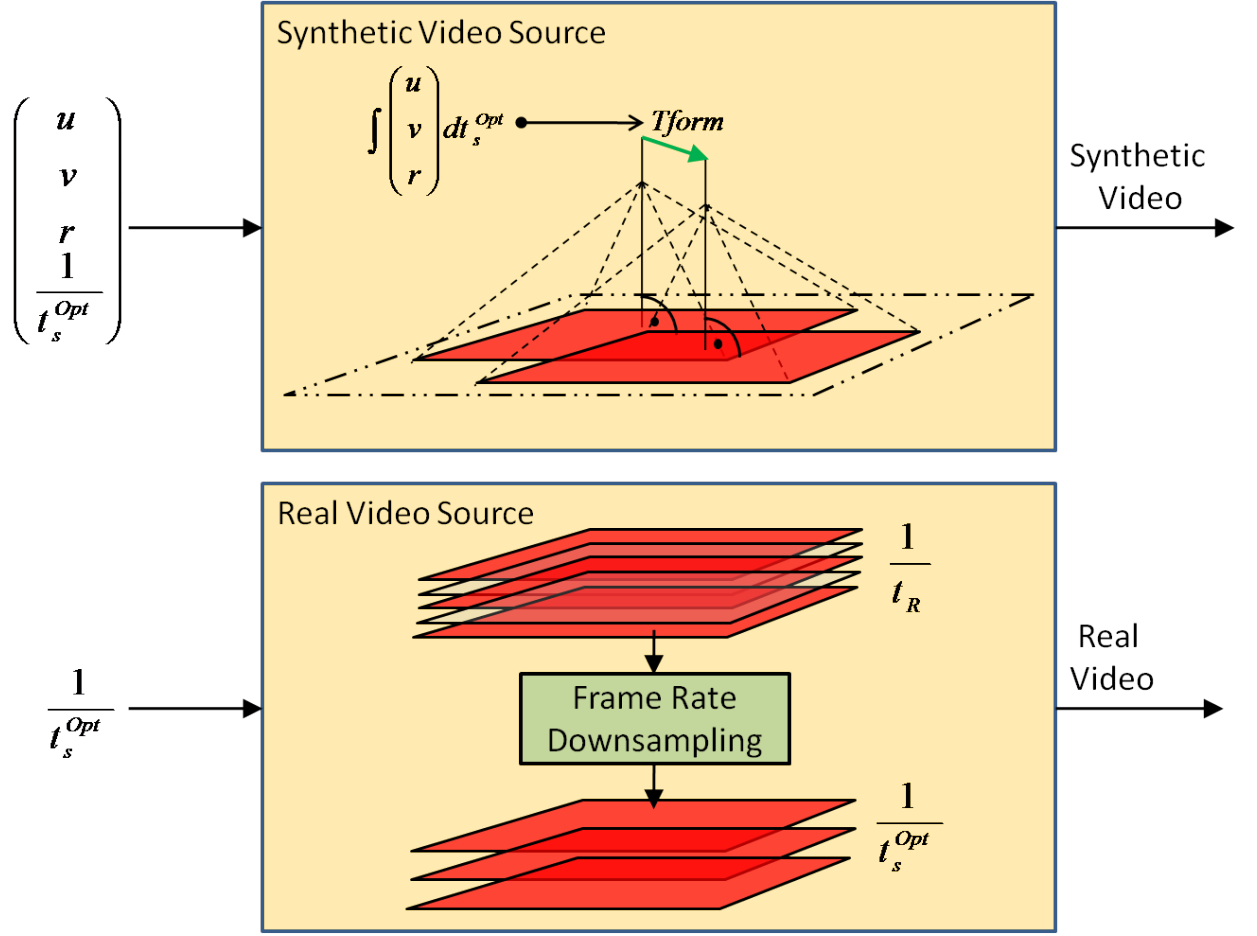 Synthetic Video Source
u
v
r
1
t_s^Opt
∫ ( u
v
r ) dt_s^Opt
Tform
Synthetic
Video
Real Video Source
1
t_R
1
t_s^Opt
Frame Rate
Downsampling
Real
Video
1
t_s^Opt